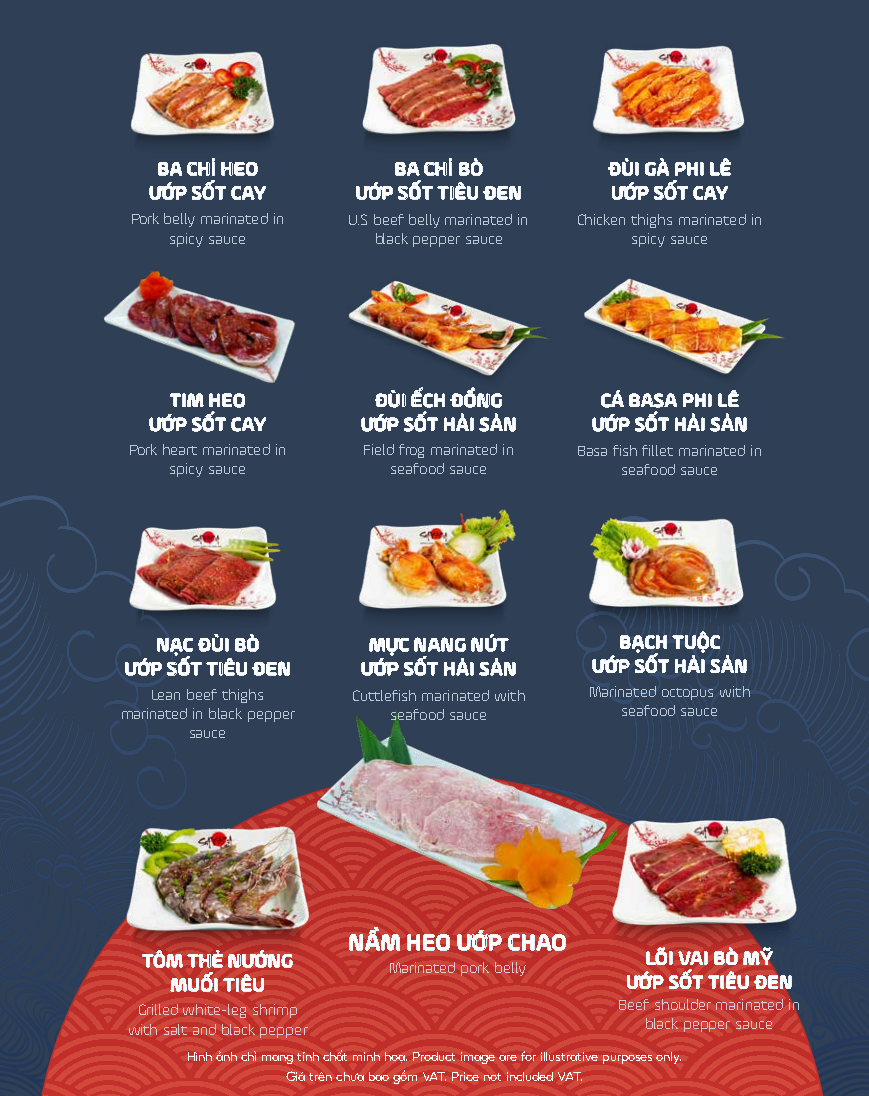 BA CHỈ HEO
ƯỚP SỐT CAY
Pork belly marinated in
spicy sauce
BA CHỈ BÒ
ƯỚP SỐT TIÊU ĐEN
U.S. beef belly marinated in
black pepper sauce
ĐÙI GÀ PHI LÊ
ƯỚP SỐT CAY
Chicken thighs marinated in
spicy sauce
TIM HEO
ƯỚP SỐT CAY
Pork heart marinated in
spicy sauce
ĐÙI ẾCH ĐỒNG
ƯỚP SỐT HẢI SẢN
Field frog marinated in
seafood sauce
CÁ BASA PHI LÊ
ƯỚP SỐT HẢI SẢN
Basa fish fillet marinated in
seafood sauce
NẠC ĐÙI BÒ
ƯỚP SỐT TIÊU ĐEN
Lean beef thighs
marinated in black pepper
sauce
MỰC NANG NÚT
ƯỚP SỐT HẢI SẢN
Cuttlefish marinated with
seafood sauce
BẠCH TUỘC
ƯỚP SỐT HẢI SẢN
Marinated octopus with
seafood sauce
TÔM THẺ NƯỚNG
MUỐI TIÊU
Grilled white-leg shrimp
with salt and black pepper
NẦM HEO ƯỚP CHAO
Marinated pork belly
LÕI VAI BÒ MỸ
ƯỚP SỐT TIÊU ĐEN
Beef shoulder marinated in
black pepper sauce
Hình ảnh chỉ mang tính chất minh họa. Product image are for illustrative purposes only.
Giá trên chưa bao gồm VAT. Price not included VAT.